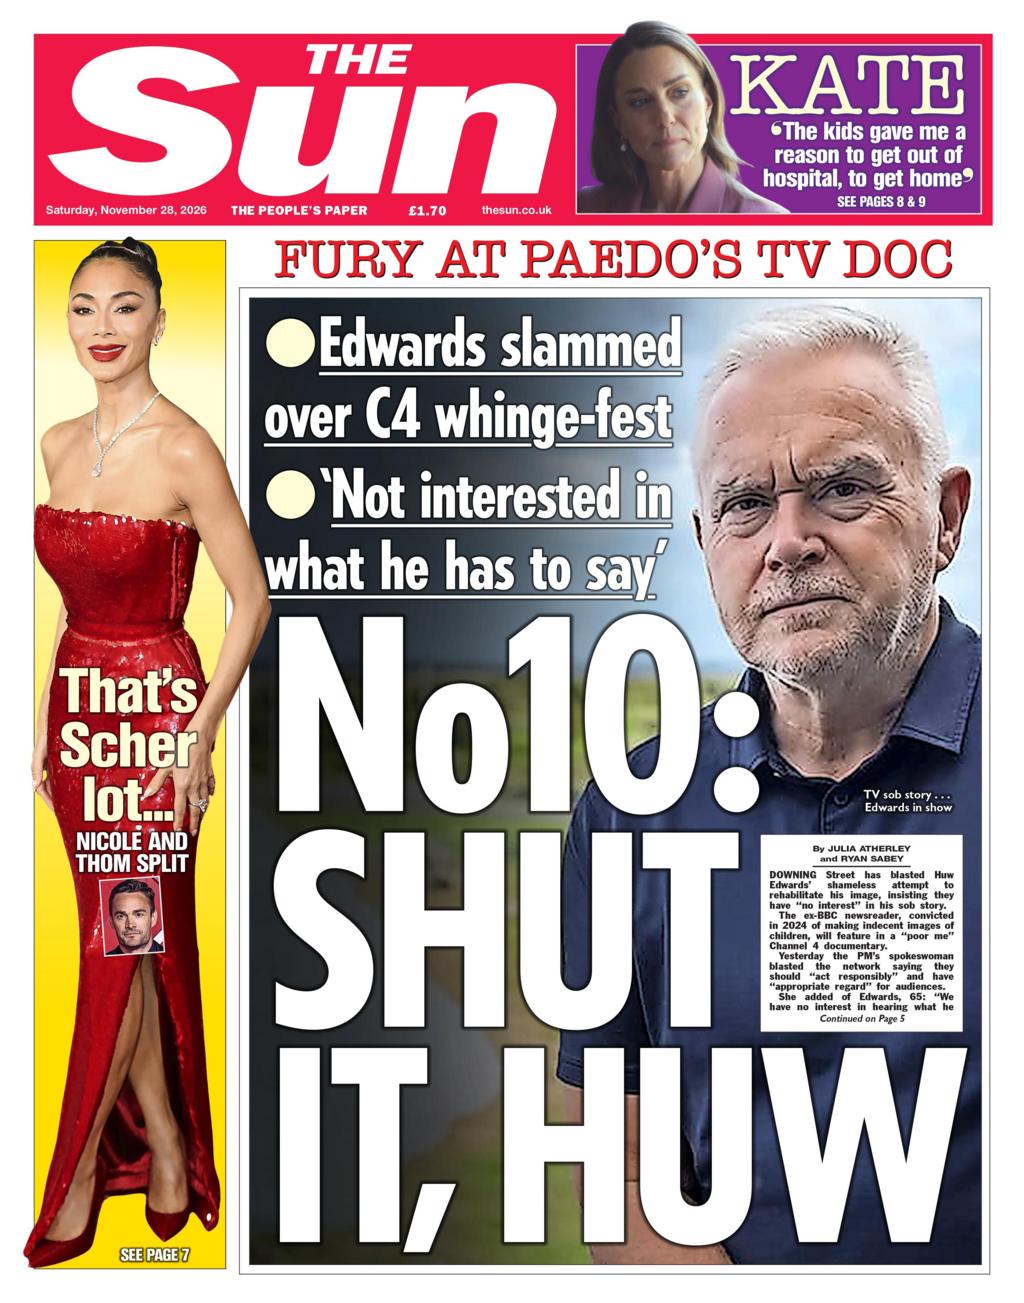 THE
Sun
Saturday, November 28, 2026 THE PEOPLE'S PAPER £1.70 thesun.co.uk
KATE
‘The kids gave me a
reason to get out of
hospital, to get home’
SEE PAGES 8 & 9
FURY AT PAEDO'S TV DOC
Edwards slammed
over C4 whinge-fest
‘Not interested in
what he has to say’
No10:
SHUT
IT, HUW
TV sob story . . .
Edwards in show
By JULIA ATHERLEY
and RYAN SABEY
DOWNING Street has blasted Huw
Edwards’ shameless attempt to
rehabilitate his image, insisting they
have “no interest” in his sob story.
The ex-BBC newsreader, convicted
in 2024 of making indecent images of
children, will feature in a “poor me”
Channel 4 documentary.
Yesterday the PM’s spokeswoman
blasted the network saying they
should “act responsibly” and have
“appropriate regard” for audiences.
She added of Edwards, 65: “We
have no interest in hearing what he
Continued on Page 5
That’s
Scher
lot...
NICOLE AND
THOM SPLIT
SEE PAGE 7